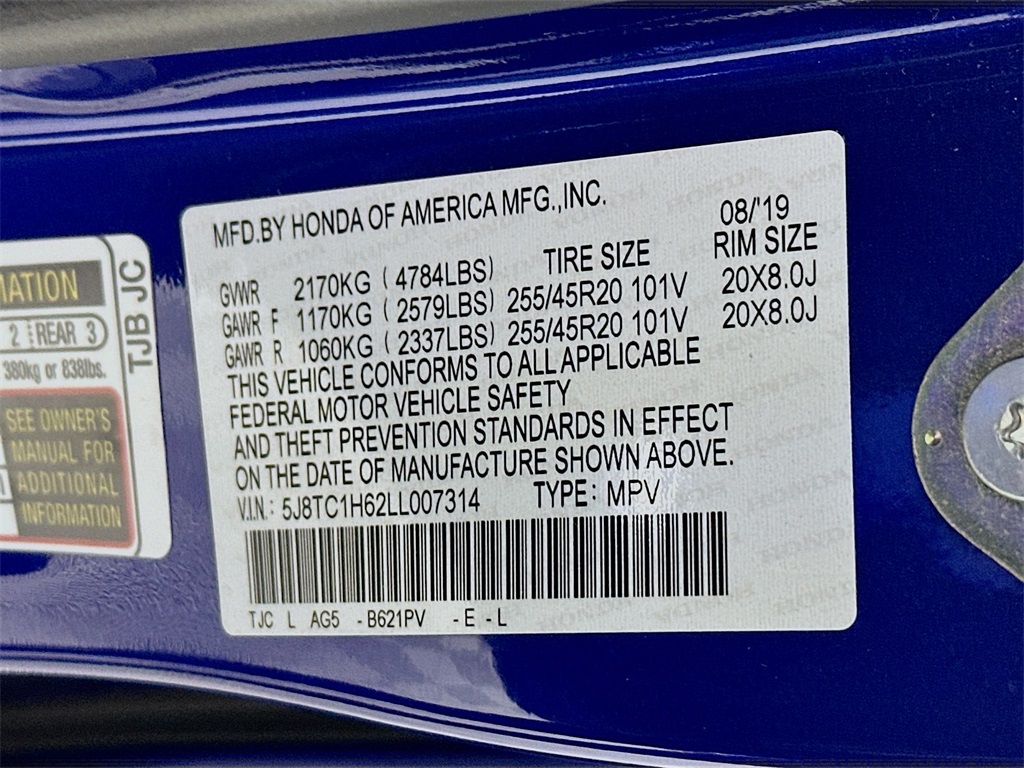 MFD.BY HONDA OF AMERICA MFG.,INC.
08/'19
TIRE SIZE RIM SIZE
GVWR 2170KG ( 4784LBS)
GAWR F 1170KG ( 2579LBS) 255/45R20 101V 20X8.0J
GAWR R 1060KG ( 2337LBS) 255/45R20 101V 20X8.0J
THIS VEHICLE CONFORMS TO ALL APPLICABLE
FEDERAL MOTOR VEHICLE SAFETY
AND THEFT PREVENTION STANDARDS IN EFFECT
ON THE DATE OF MANUFACTURE SHOWN ABOVE.
V.I.N.: 5J8TC1H62LL007314 TYPE: MPV
TJC L AG5 -B621PV -E -L
2 REAR 3
380kg or 838lbs.
SEE OWNER'S
MANUAL FOR
ADDITIONAL
INFORMATION
TJB JC